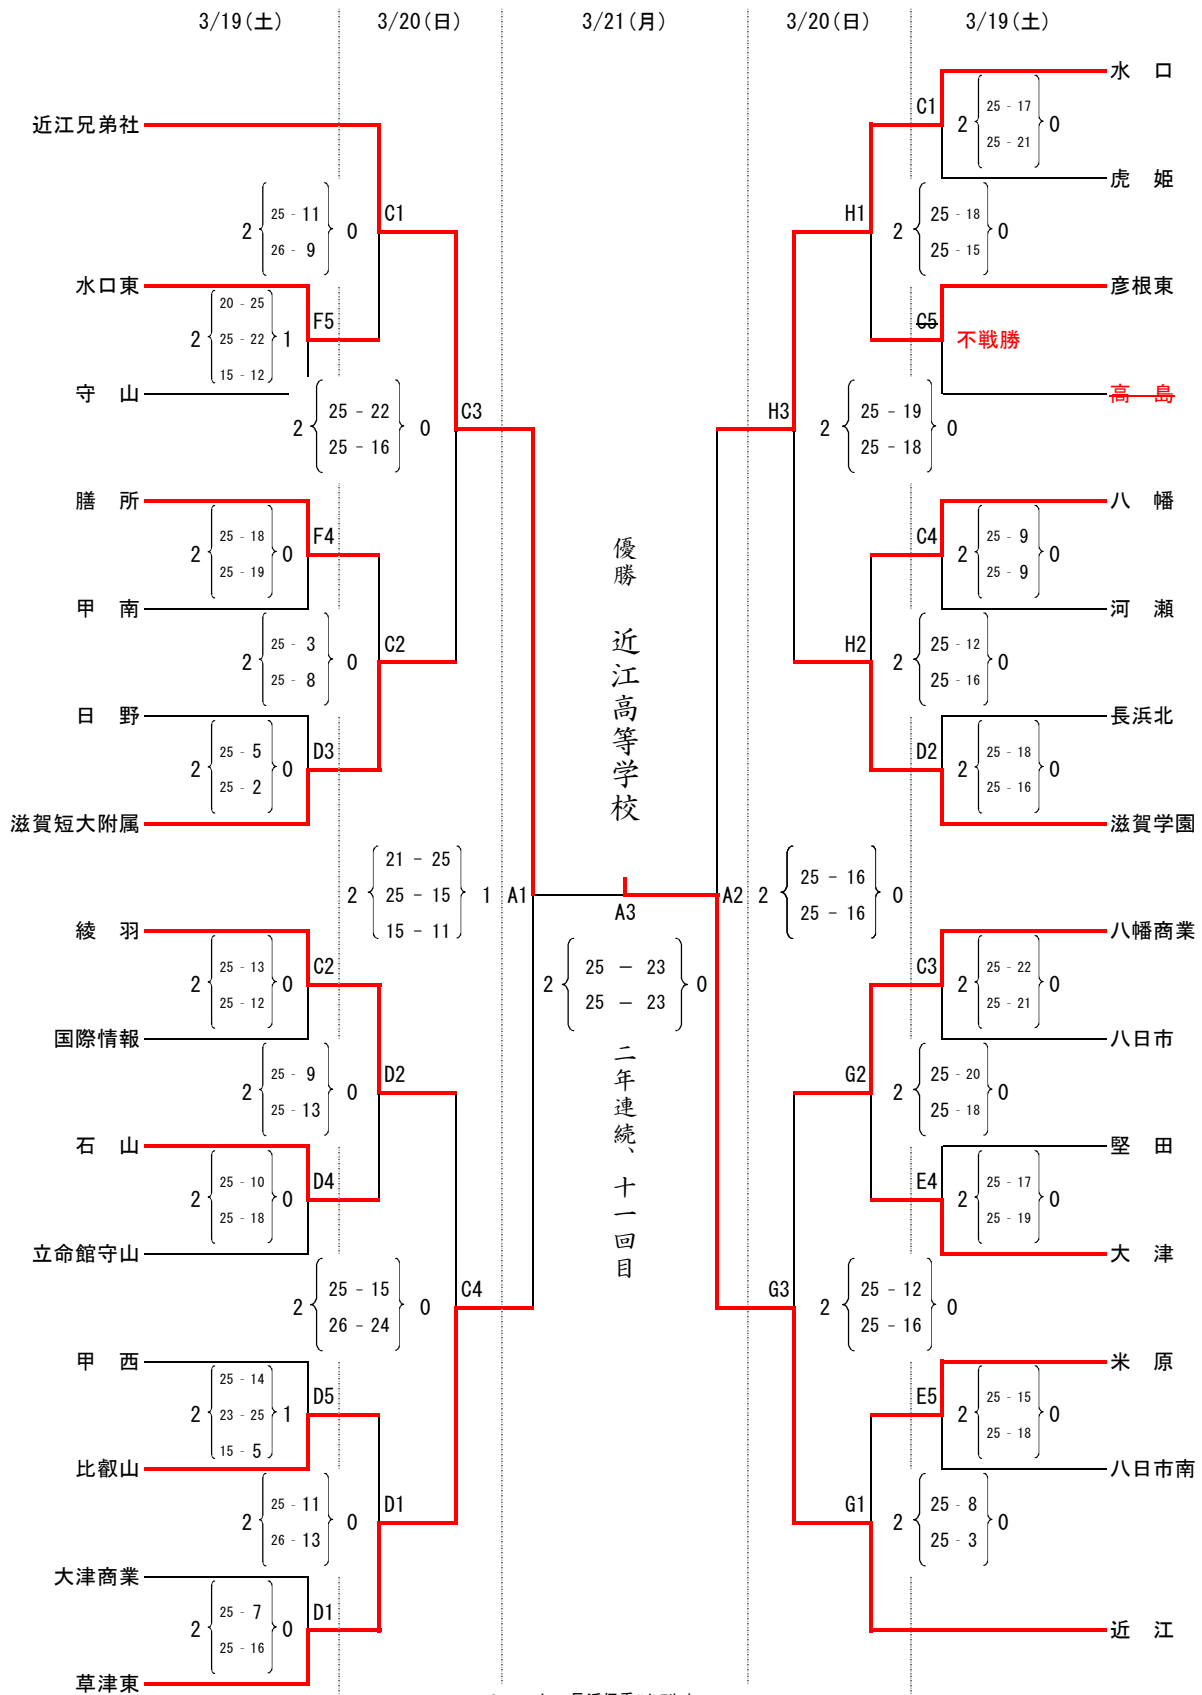 3/19(土) 3/20(日) 3/21(月) 3/20(日) 3/19(土)
近江兄弟社
C1
2 25 - 11 0
26 - 9
水口東
F5
2 20 - 25 1
25 - 22
15 - 12
守 山
C3
2 25 - 22 0
25 - 16
膳 所
F4
2 25 - 18 0
25 - 19
甲 南
C2
2 25 - 3 0
25 - 8
日 野
D3
2 25 - 5 0
25 - 2
滋賀短大附属
A1
2 21 - 25 1
25 - 15
15 - 11
綾 羽
C2
2 25 - 13 0
25 - 12
国際情報
D2
2 25 - 9 0
25 - 13
石 山
D4
2 25 - 10 0
25 - 18
立命館守山
C4
2 25 - 15 0
26 - 24
甲 西
D5
2 25 - 14 1
23 - 25
15 - 5
比叡山
D1
2 25 - 11 0
26 - 13
大津商業
D1
2 25 - 7 0
25 - 16
草津東
優勝 近江高等学校
A3
2 25 - 23 0
25 - 23
二年連続、十一回目
水 口
C1
2 25 - 17 0
25 - 21
虎 姫
H1
2 25 - 18 0
25 - 15
彦根東
C5
不戦勝
高 島
H3
2 25 - 19 0
25 - 18
八 幡
C4
2 25 - 9 0
25 - 9
河 瀬
H2
2 25 - 12 0
25 - 16
長浜北
D2
2 25 - 18 0
25 - 16
滋賀学園
A2
2 25 - 16 0
25 - 16
八幡商業
C3
2 25 - 22 0
25 - 21
八日市
G2
2 25 - 20 0
25 - 18
堅 田
E4
2 25 - 17 0
25 - 19
大 津
G3
2 25 - 12 0
25 - 16
米 原
E5
2 25 - 15 0
25 - 18
八日市南
G1
2 25 - 8 0
25 - 3
近 江